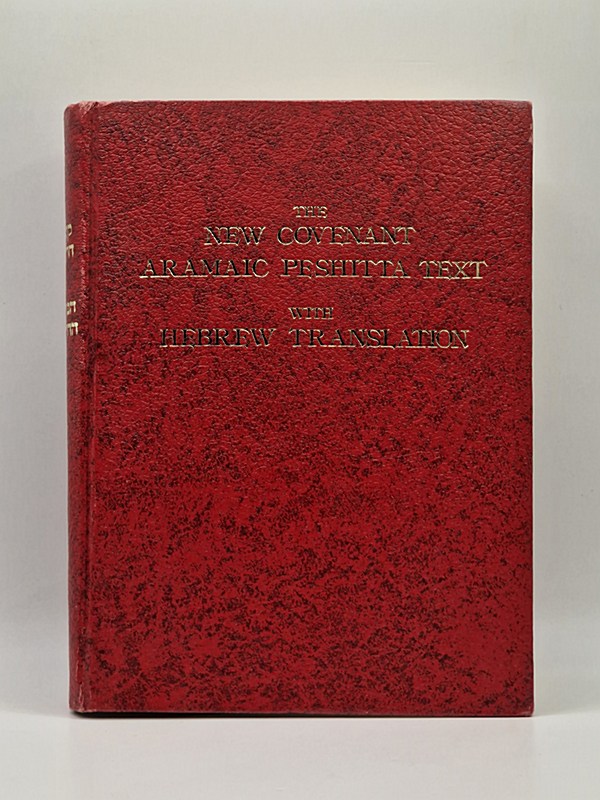 THE
NEW COVENANT
ARAMAIC PESHITTA TEXT
WITH
HEBREW TRANSLATION